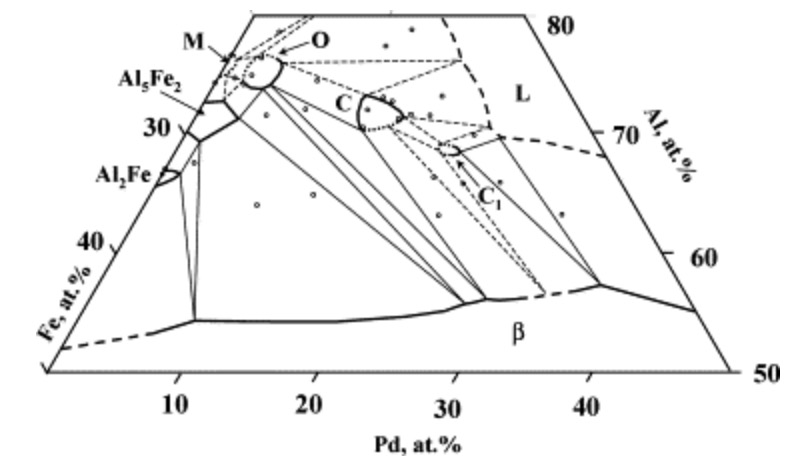 80
M
O
Al5Fe2
C
L
30
70
Al, at.%
Al2Fe
C1
40
60
Fe, at.%
β
50
10
20
30
40
Pd, at.%